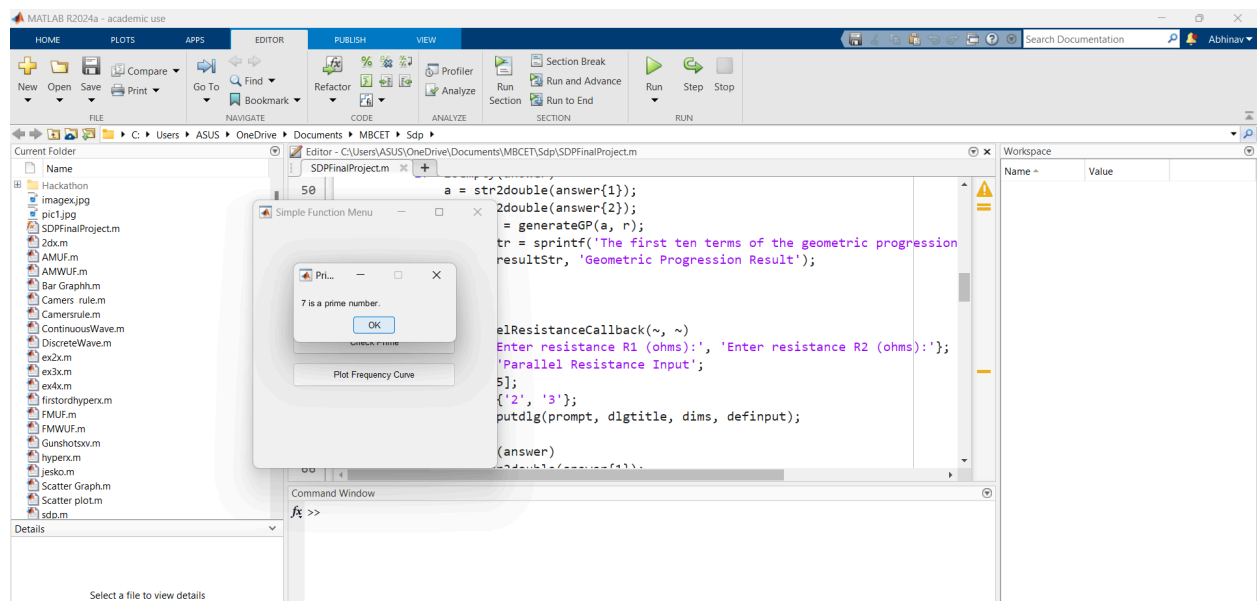 MATLAB R2024a - academic use
HOME PLOTS APPS EDITOR PUBLISH VIEW Search Documentation Abhinav
New Open Save Compare Print Go To Find Bookmark Refactor Profiler Analyze Run Section Section Break Run and Advance Run to End Run Step Stop
FILE NAVIGATE CODE ANALYZE SECTION RUN
C: Users ASUS OneDrive Documents MBCET Sdp
Current Folder
Name
Hackathon
imagex.jpg
pic1.jpg
SDPFinalProject.m
2dx.m
AMUF.m
AMWUF.m
Bar Graphh.m
Camers rule.m
Camersrule.m
ContinuousWave.m
DiscreteWave.m
ex2x.m
ex3x.m
ex4x.m
firstordhyperx.m
FMUF.m
FMWUF.m
Gunshotsxv.m
hyperx.m
jesko.m
Scatter Graph.m
Scatter plot.m
sdp.m
Details
Select a file to view details
Editor - C:\Users\ASUS\OneDrive\Documents\MBCET\Sdp\SDPFinalProject.m
SDPFinalProject.m
50 a = str2double(answer{1});
2double(answer{2});
= generateGP(a, r);
tr = sprintf('The first ten terms of the geometric progression
resultStr, 'Geometric Progression Result');
elResistanceCallback(~, ~)
Enter resistance R1 (ohms):', 'Enter resistance R2 (ohms):'};
'Parallel Resistance Input';
5];
{'2', '3'};
putdlg(prompt, dlgtitle, dims, definput);
(answer)
Simple Function Menu
Pri...
7 is a prime number.
OK
Check Prime
Plot Frequency Curve
Command Window
fx >>
Workspace
Name Value